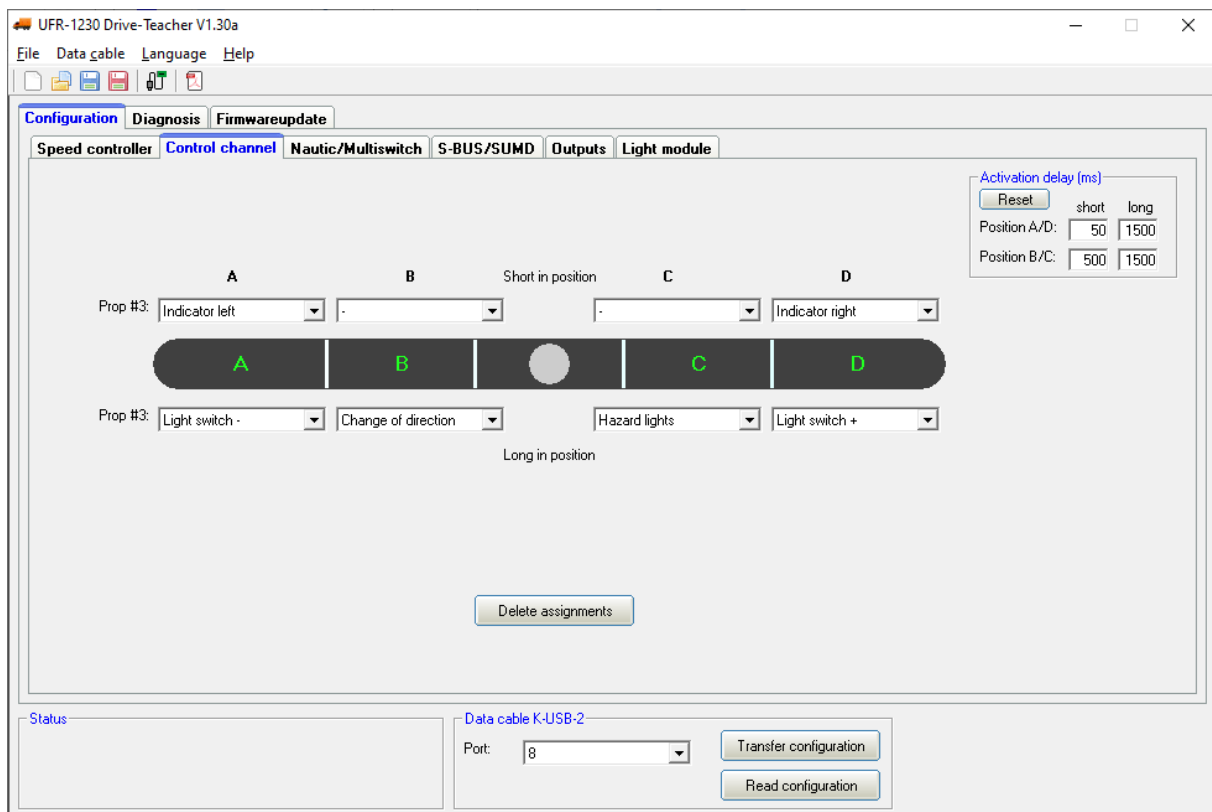 UFR-1230 Drive-Teacher V1.30a
File Data cable Language Help
Configuration Diagnosis Firmwareupdate
Speed controller Control channel Nautic/Multiswitch S-BUS/SUMD Outputs Light module
Activation delay (ms)
Reset short long
Position A/D: 50 1500
Position B/C: 500 1500
A B Short in position C D
Prop #3: Indicator left - - Indicator right
A B C D
Prop #3: Light switch - Change of direction Hazard lights Light switch +
Long in position
Delete assignments
Status
Data cable K-USB-2
Port: 8 Transfer configuration
Read configuration